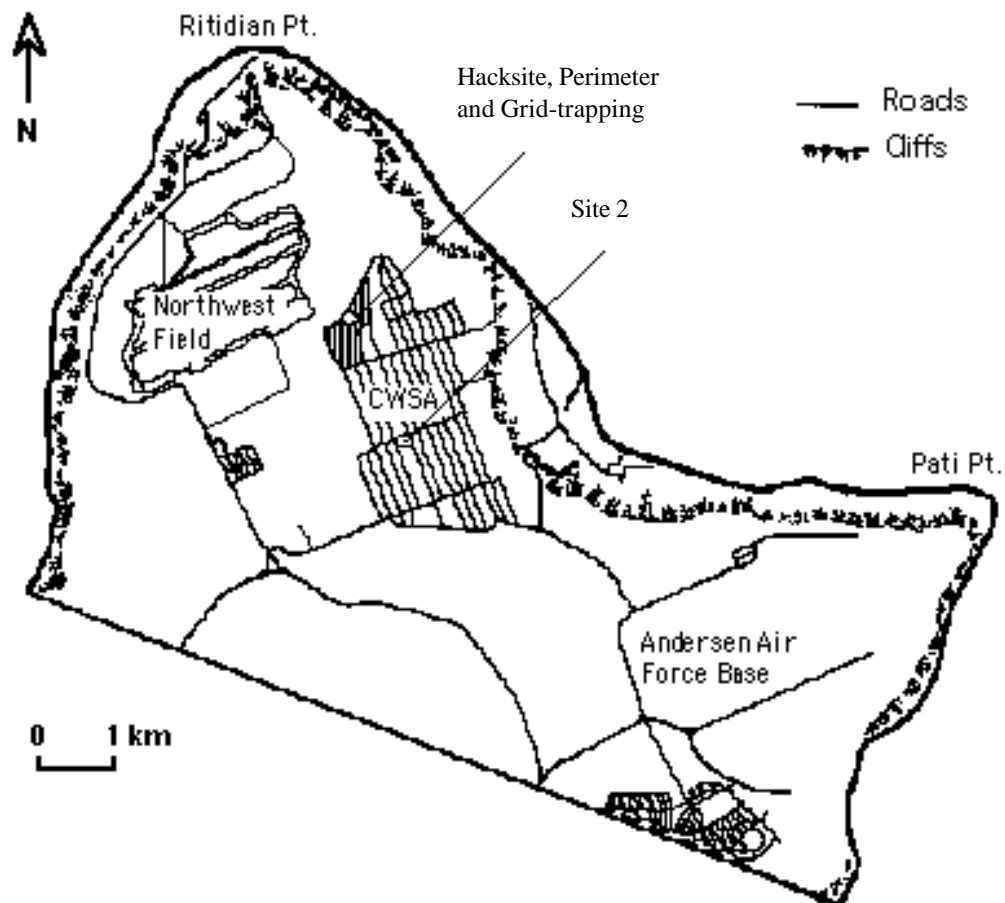 Ritidian Pt.
Hacksite, Perimeter
and Grid-trapping
Roads
Cliffs
N
Site 2
Northwest
Field
CWSA
Pati Pt.
Andersen Air
Force Base
0 1 km